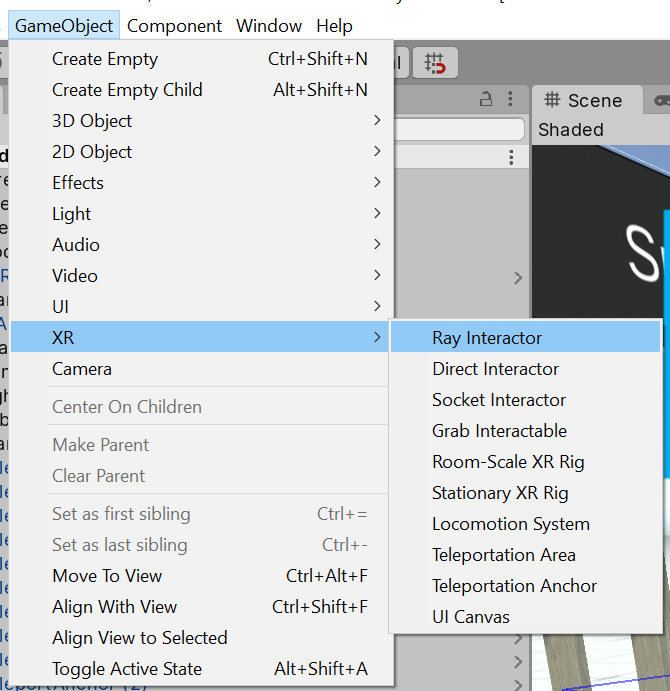 GameObject Component Window Help
Create Empty Ctrl+Shift+N
Create Empty Child Alt+Shift+N
3D Object
2D Object
Effects
Light
Audio
Video
UI
XR
Camera
Center On Children
Make Parent
Clear Parent
Set as first sibling Ctrl+=
Set as last sibling Ctrl+-
Move To View Ctrl+Alt+F
Align With View Ctrl+Shift+F
Align View to Selected
Toggle Active State Alt+Shift+A
Ray Interactor
Direct Interactor
Socket Interactor
Grab Interactable
Room-Scale XR Rig
Stationary XR Rig
Locomotion System
Teleportation Area
Teleportation Anchor
UI Canvas
Scene
Shaded